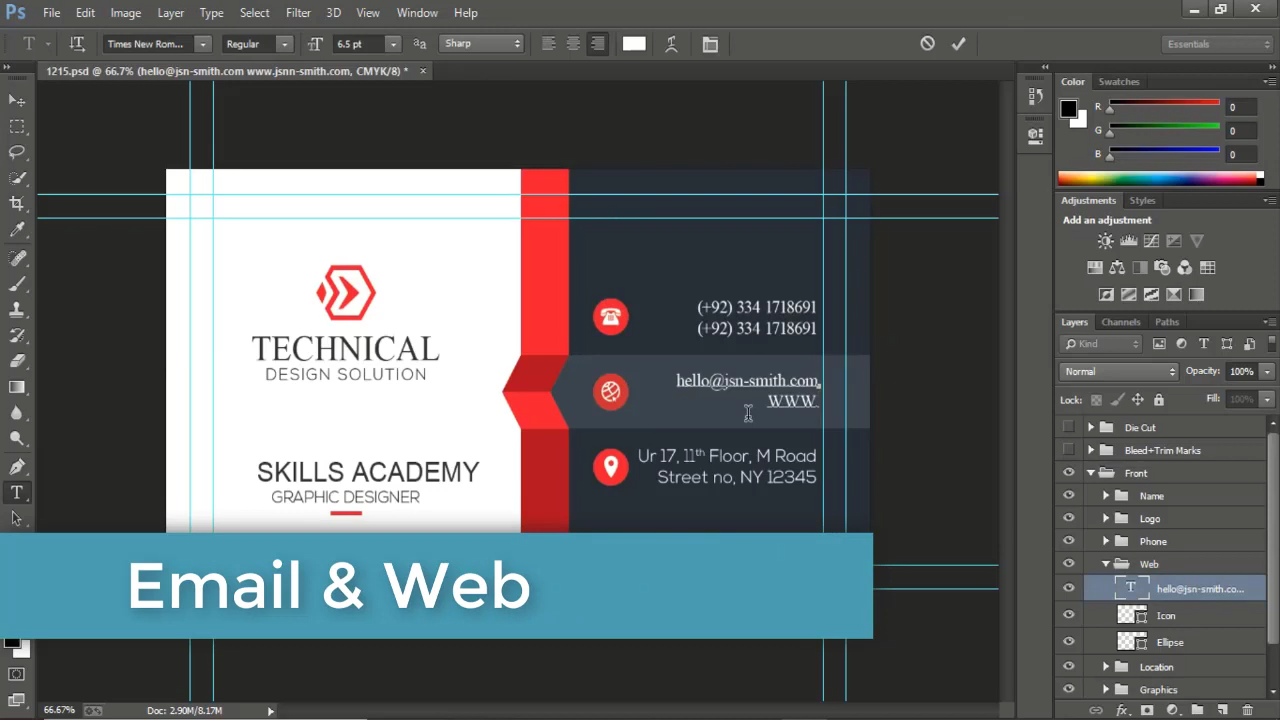 Ps File Edit Image Layer Type Select Filter 3D View Window Help
T Times New Rom... Regular 6.5 pt aa Sharp Essentials
1215.psd @ 66.7% (hello@jsn-smith.com www.jsnn-smith.com, CMYK/8) * ×
Color Swatches
R 0
G 0
B 0
Adjustments Styles
Add an adjustment
Layers Channels Paths
Kind
Normal Opacity: 100%
Lock: Fill: 100%
Die Cut
Bleed+Trim Marks
Front
Name
Logo
Phone
Web
T hello@jsn-smith.co...
Icon
Ellipse
Location
Graphics
TECHNICAL
DESIGN SOLUTION
SKILLS ACADEMY
GRAPHIC DESIGNER
(+92) 334 1718691
(+92) 334 1718691
hello@jsn-smith.com
WWW.
Ur 17, 11th Floor, M Road
Street no, NY 12345
Email & Web
66.67% Doc: 2.90M/8.17M